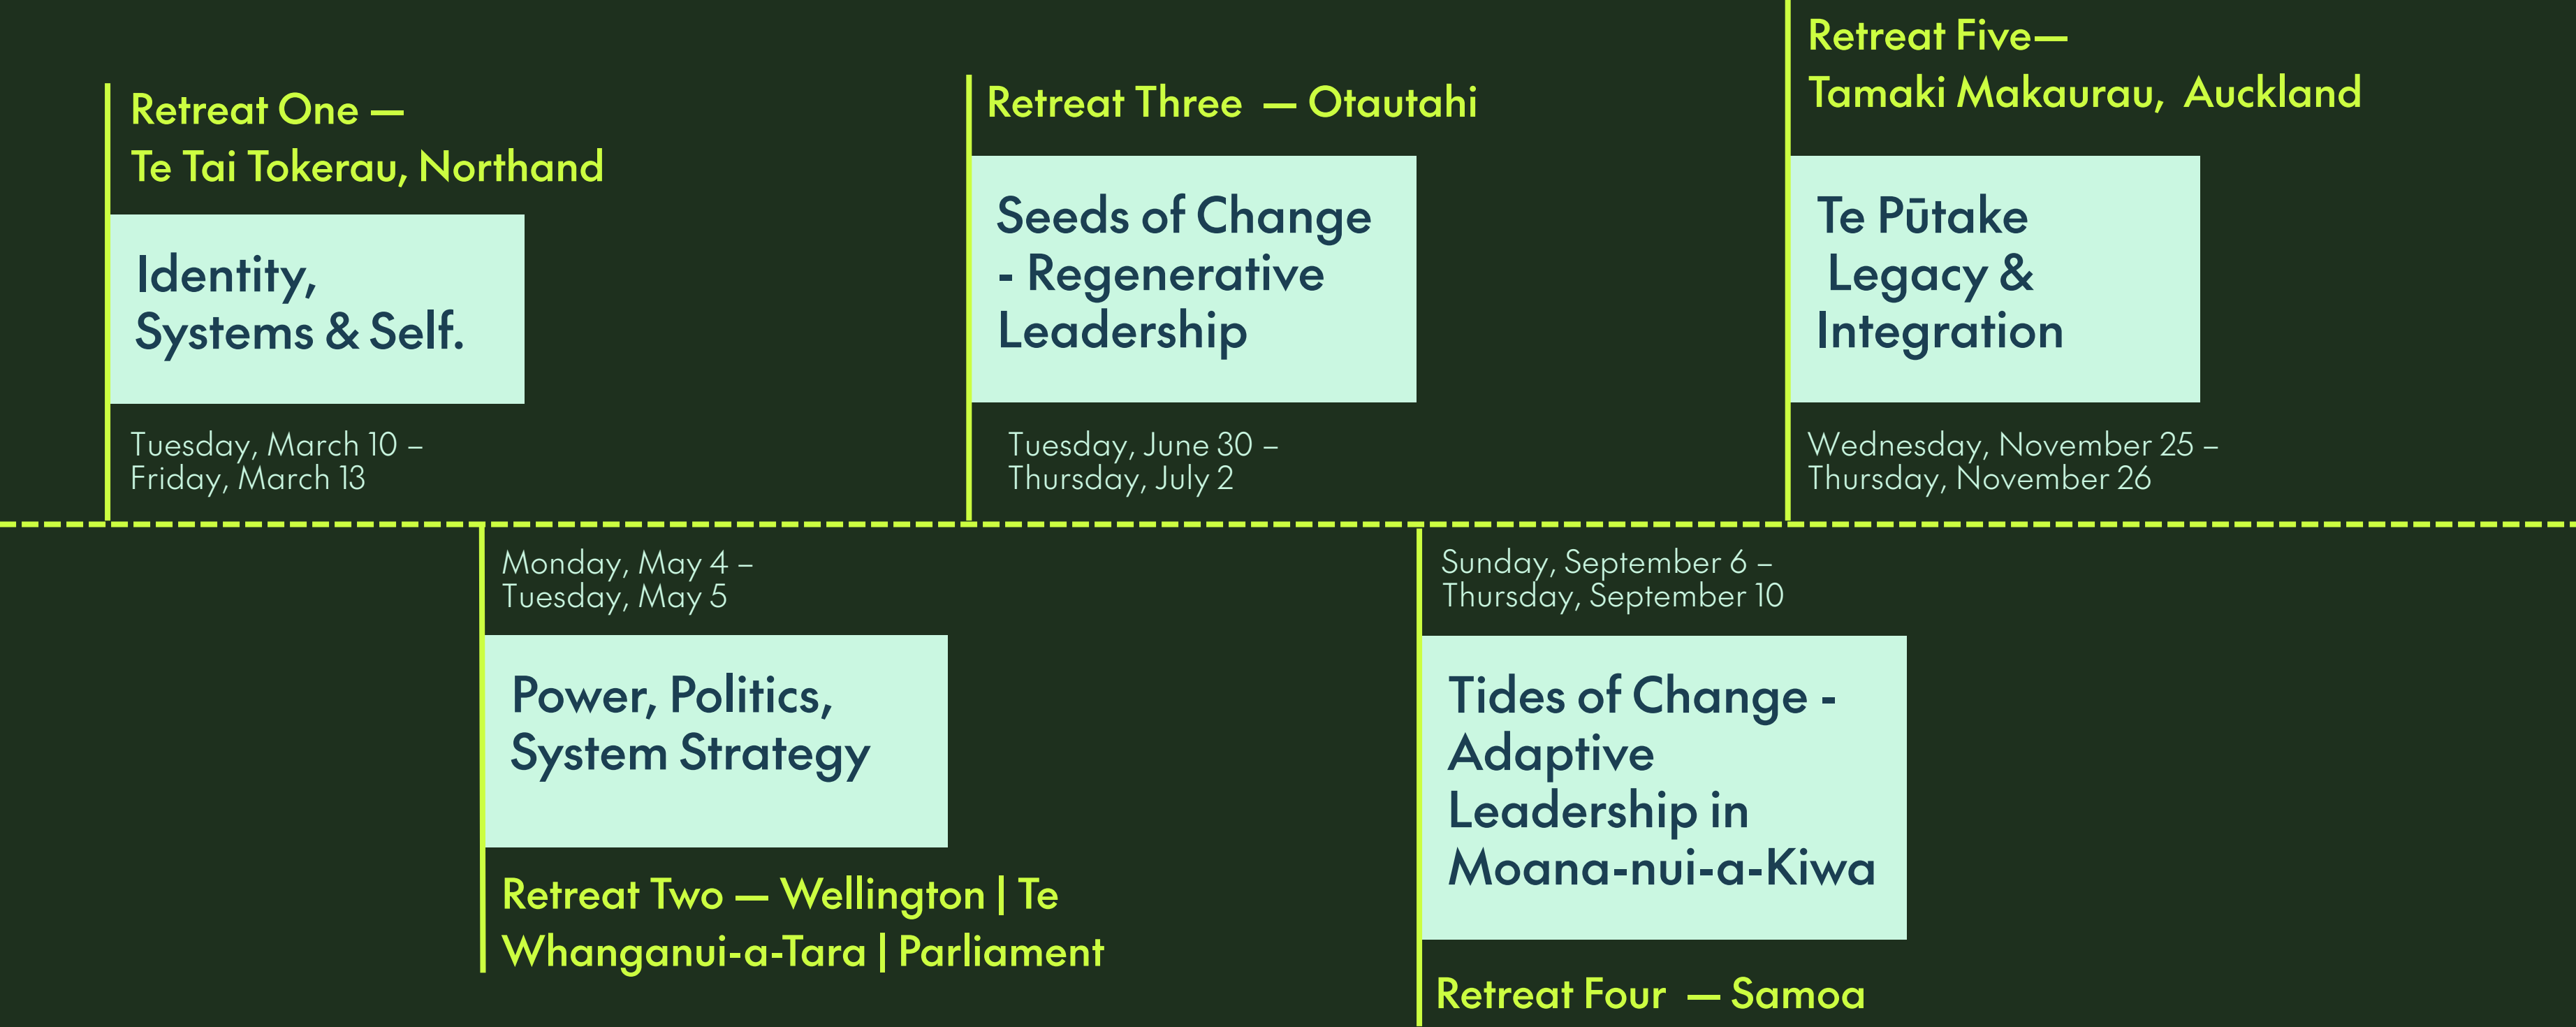 Retreat One —
Te Tai Tokerau, Northand
Identity,
Systems & Self.
Tuesday, March 10 –
Friday, March 13
Monday, May 4 –
Tuesday, May 5
Power, Politics,
System Strategy
Retreat Two — Wellington | Te
Whanganui-a-Tara | Parliament
Retreat Three — Otautahi
Seeds of Change
- Regenerative
Leadership
Tuesday, June 30 –
Thursday, July 2
Sunday, September 6 –
Thursday, September 10
Tides of Change -
Adaptive
Leadership in
Moana-nui-a-Kiwa
Retreat Four — Samoa
Retreat Five—
Tamaki Makaurau, Auckland
Te Pūtake
Legacy &
Integration
Wednesday, November 25 –
Thursday, November 26